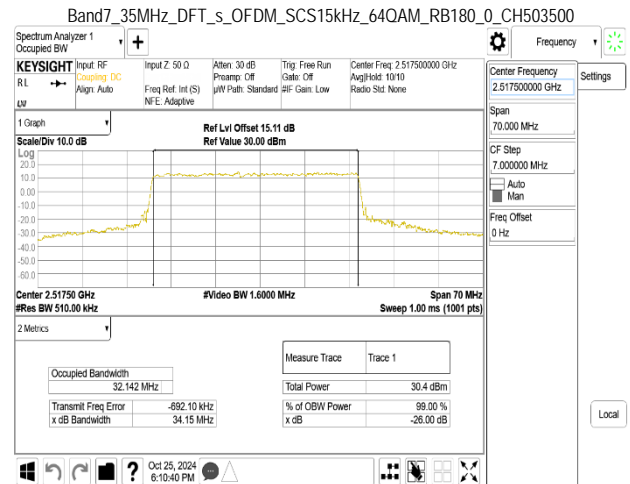 Band7_35MHz_DFT_s_OFDM_SCS15kHz_64QAM_RB180_0_CH503500
Spectrum Analyzer 1
Occupied BW
+
Frequency
KEYSIGHT
RL
Input: RF
Coupling: DC
Align: Auto
Input Z: 50 Ω
Freq Ref: Int (S)
NFE: Adaptive
Atten: 30 dB
Preamp: Off
µW Path: Standard
Trig: Free Run
Gate: Off
#IF Gain: Low
Center Freq: 2.517500000 GHz
Avg|Hold: 10/10
Radio Std: None
Center Frequency
2.517500000 GHz
Settings
Span
70.000 MHz
CF Step
7.000000 MHz
Auto
Man
Freq Offset
0 Hz
Local
1 Graph
Scale/Div 10.0 dB
Ref Lvl Offset 15.11 dB
Ref Value 30.00 dBm
Log
20.0
10.0
0.00
-10.0
-20.0
-30.0
-40.0
-50.0
-60.0
Center 2.51750 GHz
#Video BW 1.6000 MHz
Span 70 MHz
#Res BW 510.00 kHz
Sweep 1.00 ms (1001 pts)
2 Metrics
Measure Trace
Trace 1
Occupied Bandwidth
32.142 MHz
Total Power
30.4 dBm
Transmit Freq Error
-692.10 kHz
% of OBW Power
99.00 %
x dB Bandwidth
34.15 MHz
x dB
-26.00 dB
?
Oct 25, 2024
6:10:40 PM